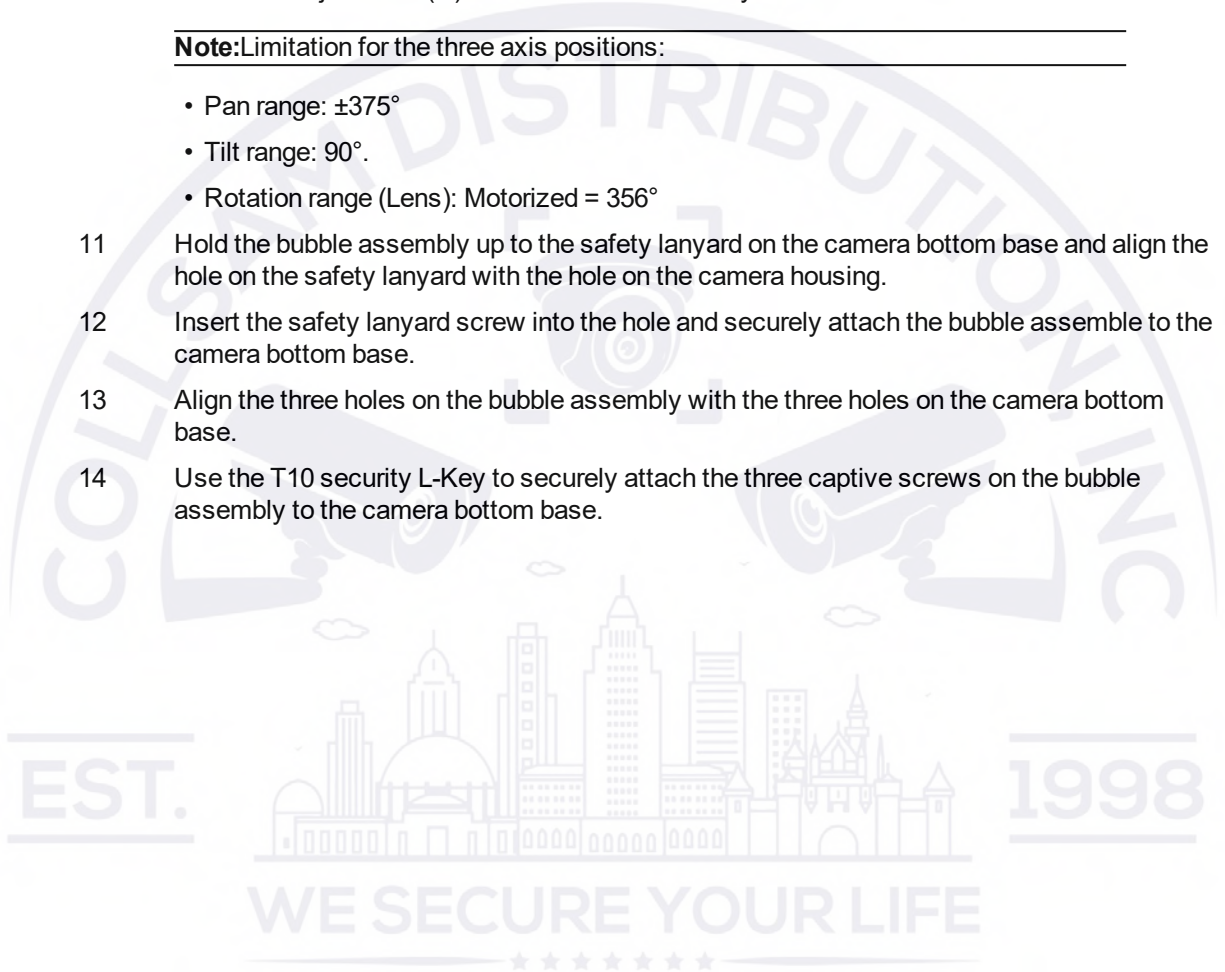 Note:Limitation for the three axis positions:
• Pan range: ±375°
• Tilt range: 90°.
• Rotation range (Lens): Motorized = 356°
11 Hold the bubble assembly up to the safety lanyard on the camera bottom base and align the
hole on the safety lanyard with the hole on the camera housing.
12 Insert the safety lanyard screw into the hole and securely attach the bubble assemble to the
camera bottom base.
13 Align the three holes on the bubble assembly with the three holes on the camera bottom
base.
14 Use the T10 security L-Key to securely attach the three captive screws on the bubble
assembly to the camera bottom base.
COLLSAM DISTRIBUTION, INC
EST. 1998
WE SECURE YOUR LIFE